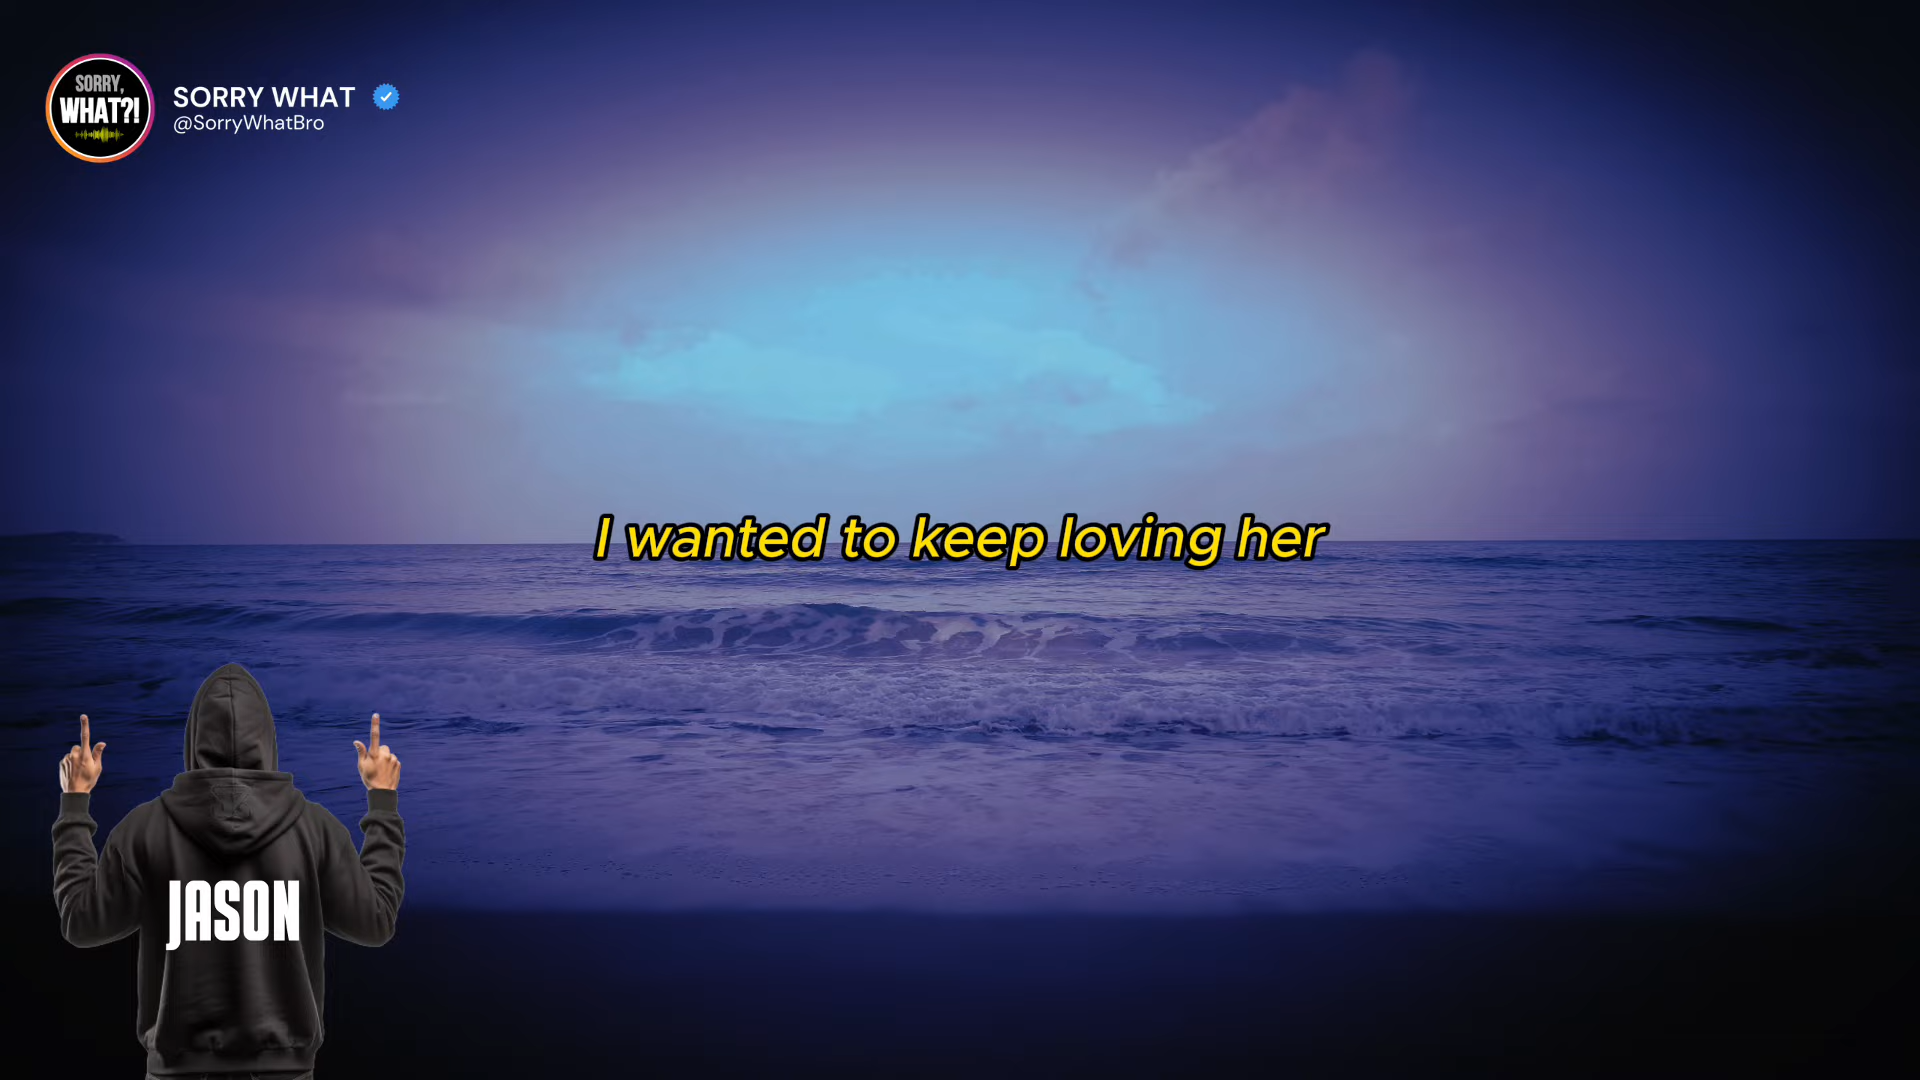 SORRY,
WHAT?!
SORRY WHAT
@SorryWhatBro
I wanted to keep loving her
JASON